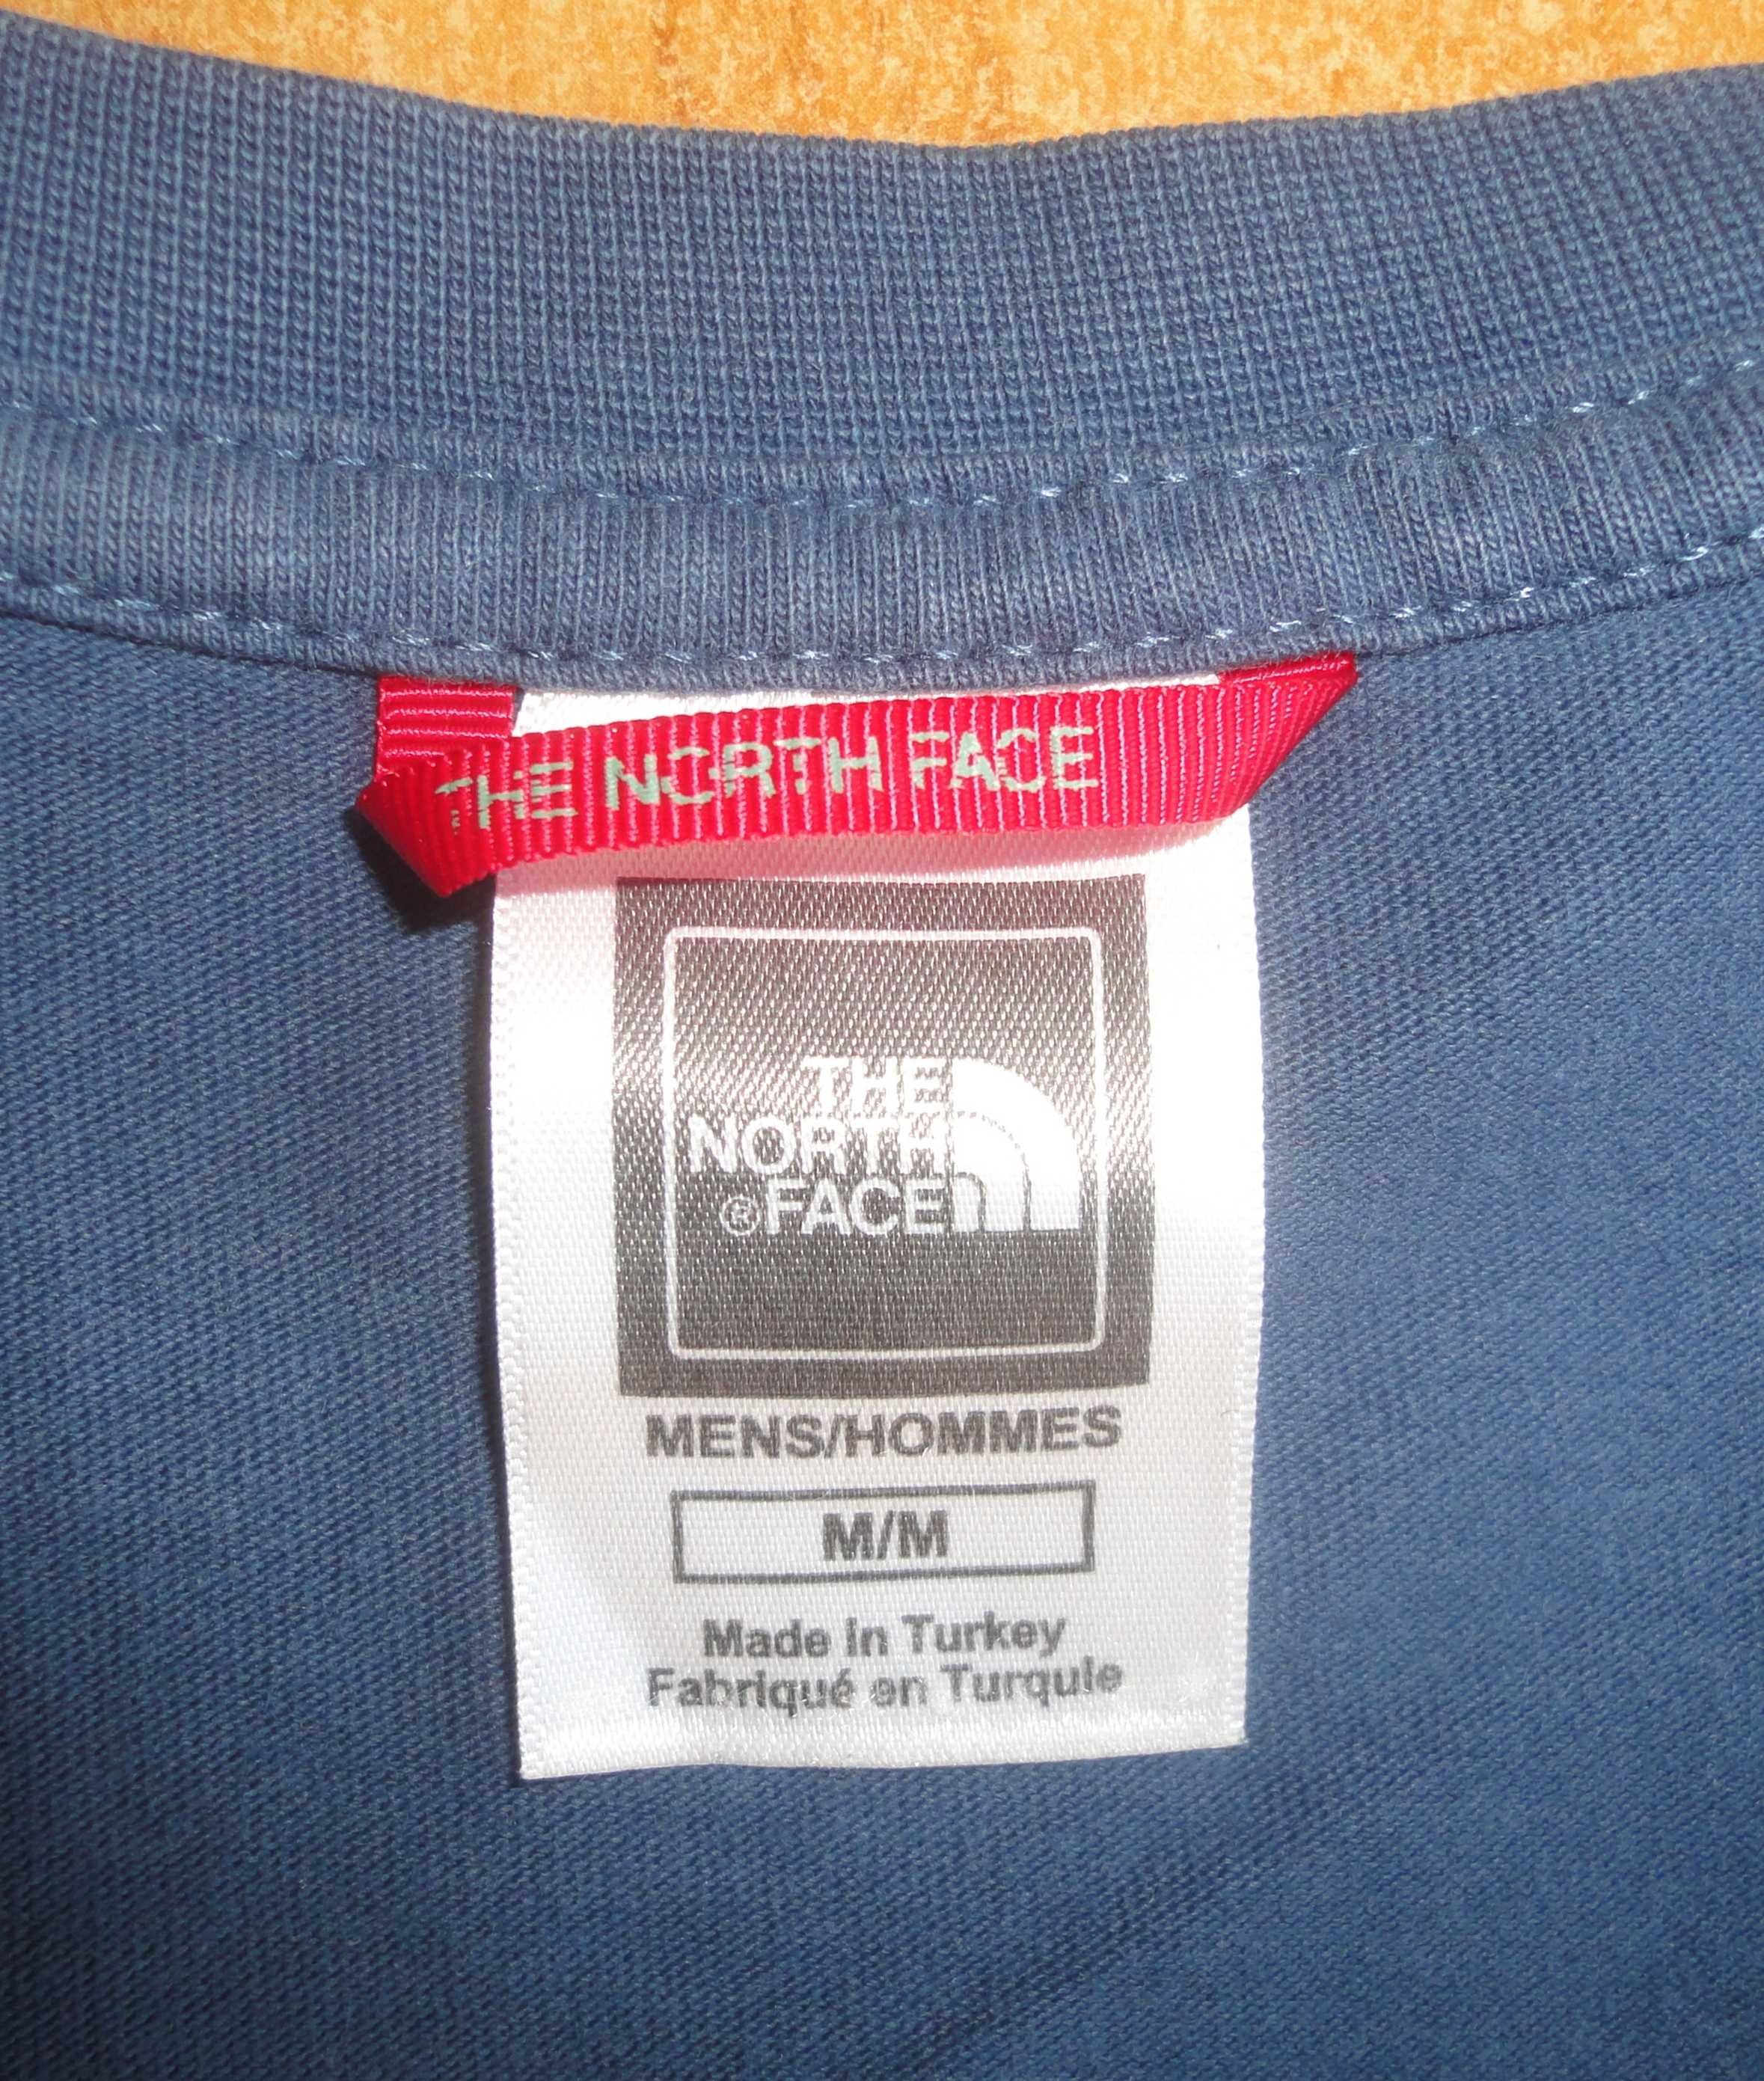 THE NORTH FACE
THE
NORTH
®FACE
MENS/HOMMES
M/M
Made in Turkey
Fabriqué en Turquie